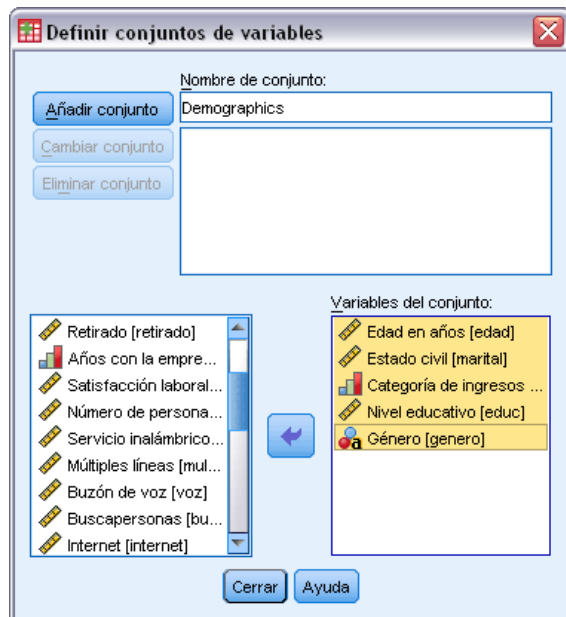 Definir conjuntos de variables
Nombre de conjunto:
Añadir conjunto
Demographics
Cambiar conjunto
Eliminar conjunto
Variables del conjunto:
Retirado [retirado]
Años con la empre...
Satisfacción laboral...
Número de persona...
Servicio inalámbrico...
Múltiples líneas [mul...
Buzón de voz [voz]
Buscapersonas [bu...
Internet [internet]
Edad en años [edad]
Estado civil [marital]
Categoría de ingresos ...
Nivel educativo [educ]
Género [genero]
Cerrar
Ayuda